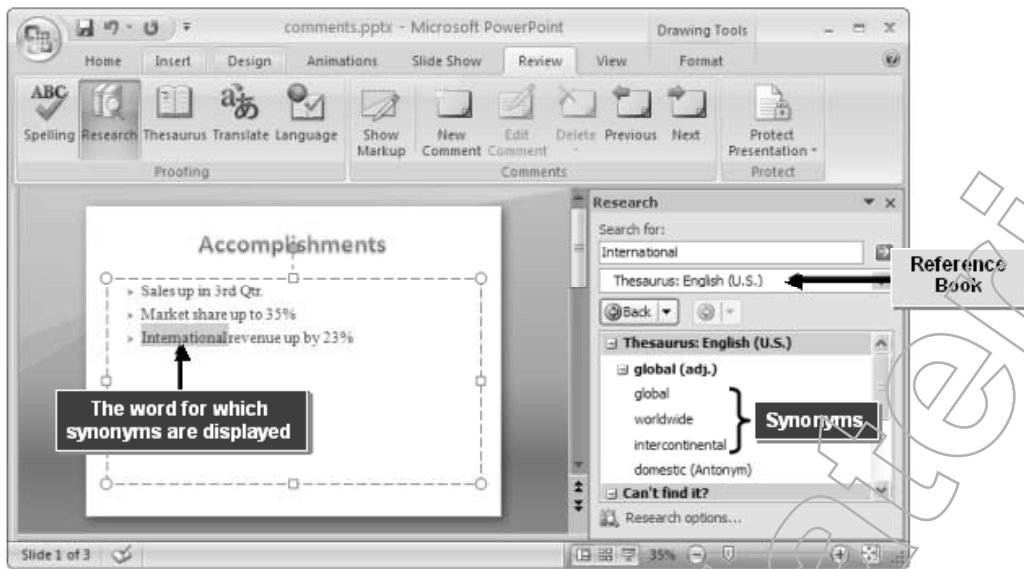 comments.pptx - Microsoft PowerPoint
Drawing Tools
Home Insert Design Animations Slide Show Review View Format
ABC
Spelling Research Thesaurus Translate Language
Show Markup
New Comment
Edit Comment
Delete
Previous
Next
Protect Presentation
Proofing
Comments
Protect
Accomplishments
Sales up in 3rd Qtr.
Market share up to 35%
International revenue up by 23%
The word for which
synonyms are displayed
Research
Search for:
International
Thesaurus: English (U.S.)
Reference
Book
Back
Thesaurus: English (U.S.)
global (adj.)
global
worldwide
intercontinental
Synonyms
domestic (Antonym)
Can't find it?
Research options...
Slide 1 of 3
35%